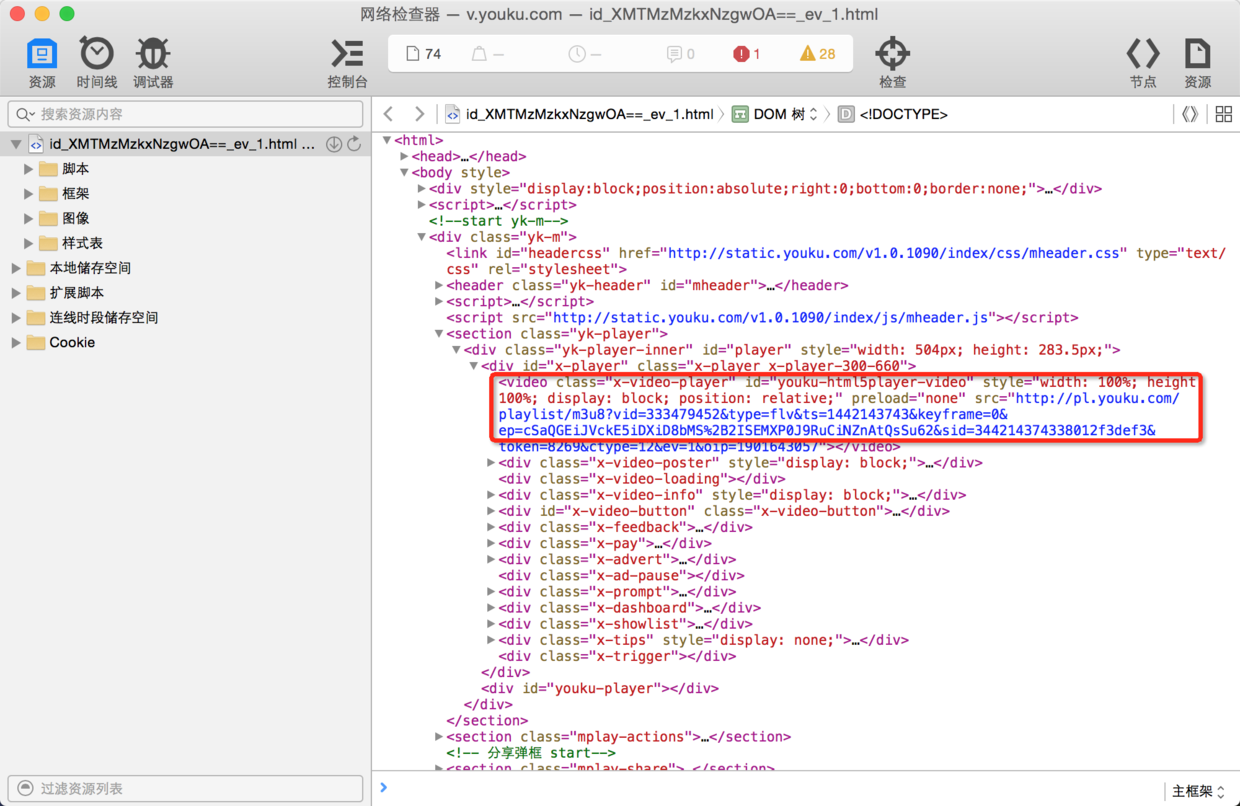 网络检查器 — v.youku.com — id_XMTMzMzkxNzgwOA==_ev_1.html
资源 时间线 调试器 控制台 74 — — 0 1 28 检查 节点 资源
搜索资源内容
id_XMTMzMzkxNzgwOA==_ev_1.html 〉 DOM 树 〉 D <!DOCTYPE>
id_XMTMzMzkxNzgwOA==_ev_1.html ...
脚本
框架
图像
样式表
本地储存空间
扩展脚本
连线时段储存空间
Cookie
过滤资源列表
<html>
<head>…</head>
<body style>
<div style="display:block;position:absolute;right:0;bottom:0;border:none;">…</div>
<script>…</script>
<!--start yk-m-->
<div class="yk-m">
<link id="headercss" href="http://static.youku.com/v1.0.1090/index/css/mheader.css" type="text/
css" rel="stylesheet">
<header class="yk-header" id="mheader">…</header>
<script>…</script>
<script src="http://static.youku.com/v1.0.1090/index/js/mheader.js"></script>
<section class="yk-player">
<div class="yk-player-inner" id="player" style="width: 504px; height: 283.5px;">
<div id="x-player" class="x-player x-player-300-660">
<video class="x-video-player" id="youku-html5player-video" style="width: 100%; height
100%; display: block; position: relative;" preload="none" src="http://pl.youku.com/
playlist/m3u8?vid=333479452&type=flv&ts=1442143743&keyframe=0&
ep=cSaQGEiJVckE5iDXiD8bMS%2B2ISEMXP0J9RuCiNZnAtQsSu62&sid=344214374338012f3def3&
token=8269&ctype=12&ev=1&oip=1901643057"></video>
<div class="x-video-poster" style="display: block;">…</div>
<div class="x-video-loading"></div>
<div class="x-video-info" style="display: block;">…</div>
<div id="x-video-button" class="x-video-button">…</div>
<div class="x-feedback">…</div>
<div class="x-pay">…</div>
<div class="x-advert">…</div>
<div class="x-ad-pause"></div>
<div class="x-prompt">…</div>
<div class="x-dashboard">…</div>
<div class="x-showlist">…</div>
<div class="x-tips" style="display: none;">…</div>
<div class="x-trigger"></div>
</div>
<div id="youku-player"></div>
</div>
</section>
<section class="mplay-actions">…</section>
<!-- 分享弹框 start-->
<section class="mplay-share">…</section>
主框架